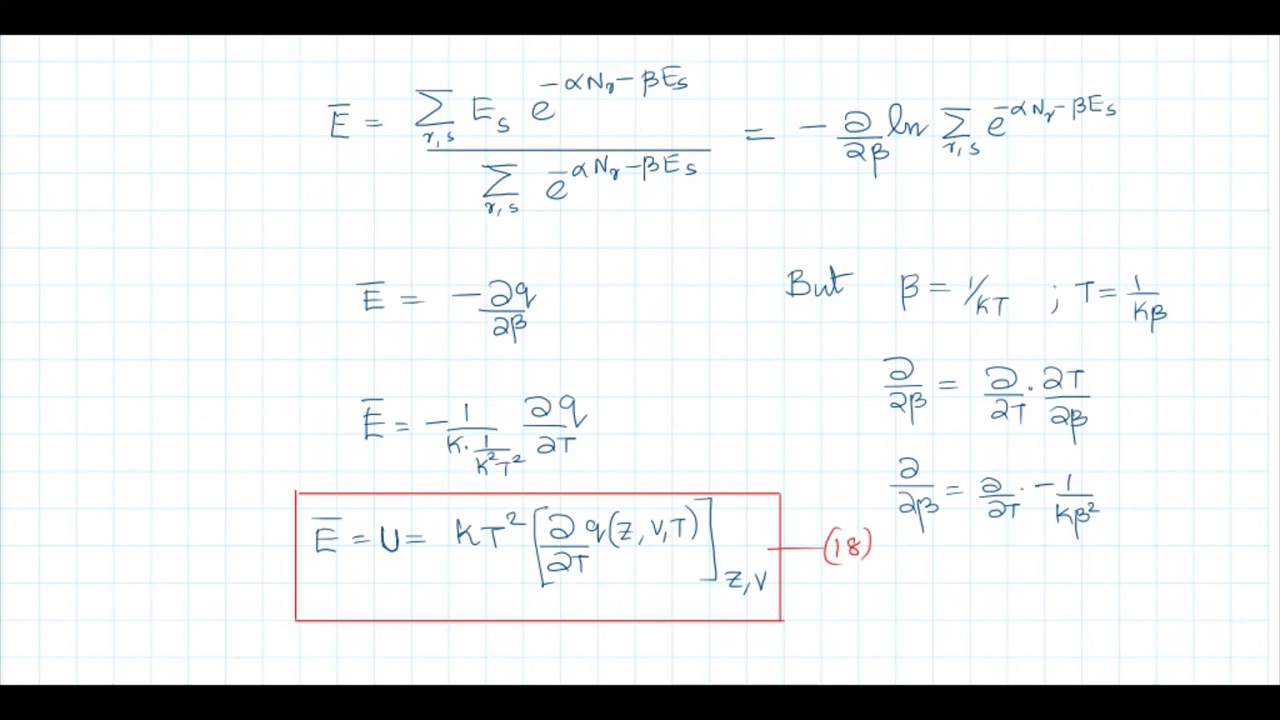 Ē = Σ_{r,s} E_s e^{-αN_r - βE_s} / Σ_{r,s} e^{-αN_r - βE_s} = - ∂/∂β ln Σ_{r,s} e^{-αN_r - βE_s}
Ē = -∂q/∂β But β = 1/KT ; T = 1/Kβ
∂/∂β = ∂/∂T · ∂T/∂β
Ē = - 1/(K · 1/K²T²) ∂q/∂T
∂/∂β = ∂/∂T · - 1/Kβ²
Ē = U = KT² [∂/∂T q(z, V, T)]_{z,V} (18)